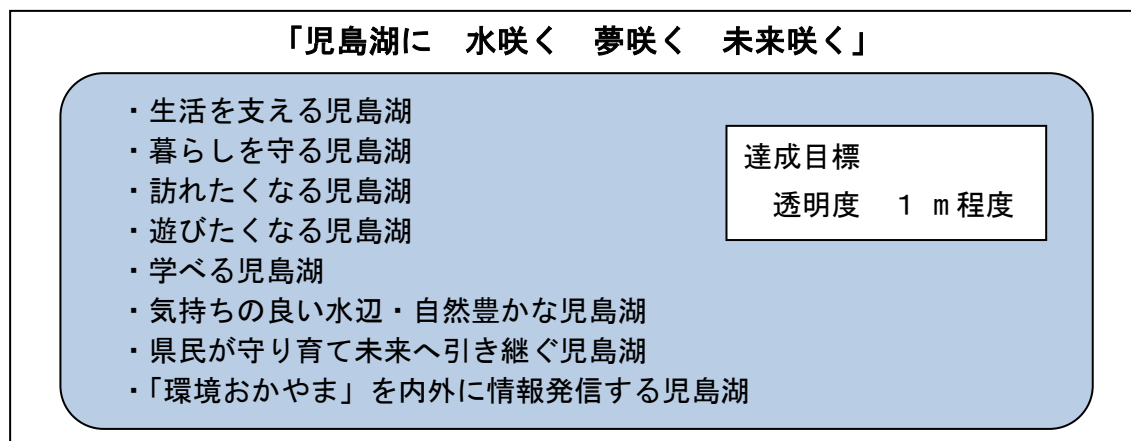 「児島湖に　水咲く　夢咲く　未来咲く」
・生活を支える児島湖
・暮らしを守る児島湖
・訪れたくなる児島湖
・遊びたくなる児島湖
・学べる児島湖
・気持ちの良い水辺・自然豊かな児島湖
・県民が守り育て未来へ引き継ぐ児島湖
・「環境おかやま」を内外に情報発信する児島湖
達成目標
透明度　１ｍ程度